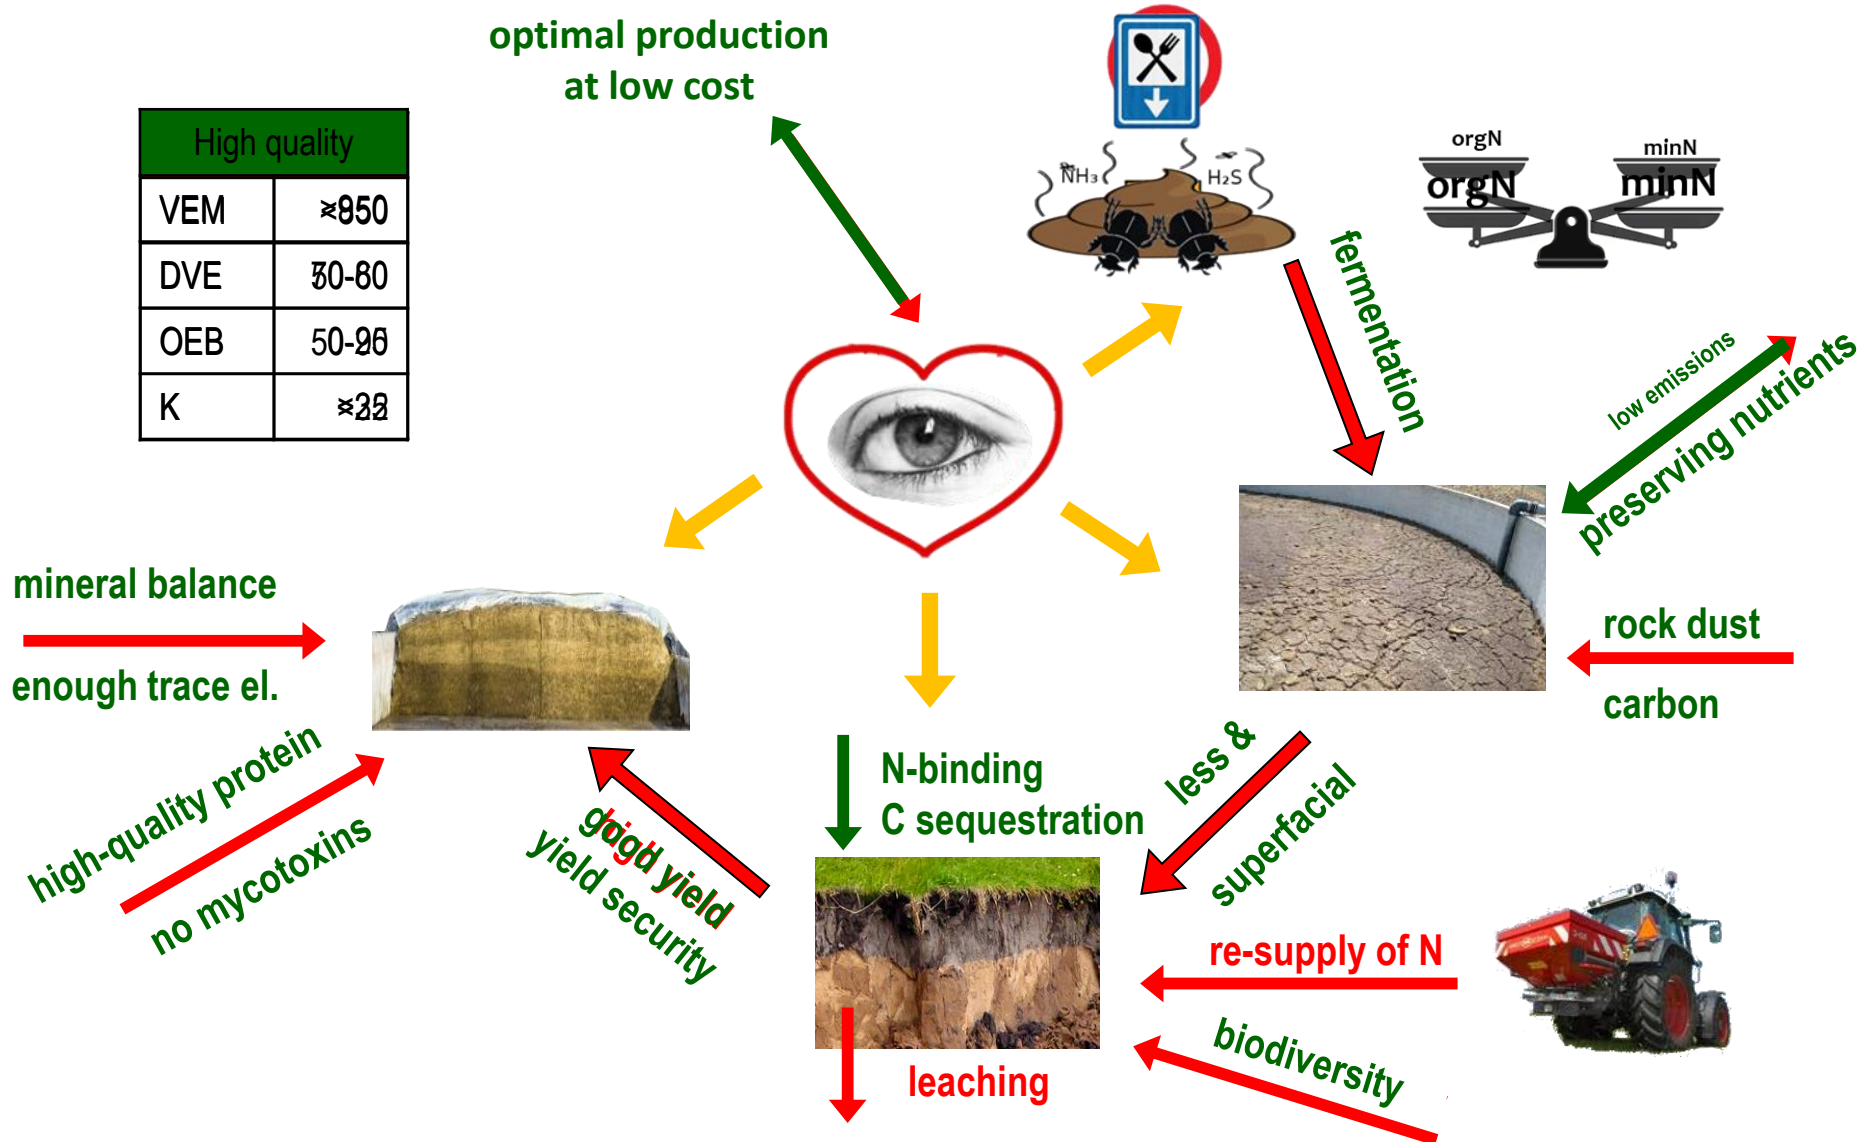 optimal production
at low cost
High quality
VEM
DVE
OEB
K
NH₃
H₂S
orgN
minN
orgN
minN
fermentation
low emissions
preserving nutrients
mineral balance
enough trace el.
rock dust
carbon
high-quality protein
no mycotoxins
good yield
yield security
N-binding
C sequestration
less &
superfacial
re-supply of N
biodiversity
leaching